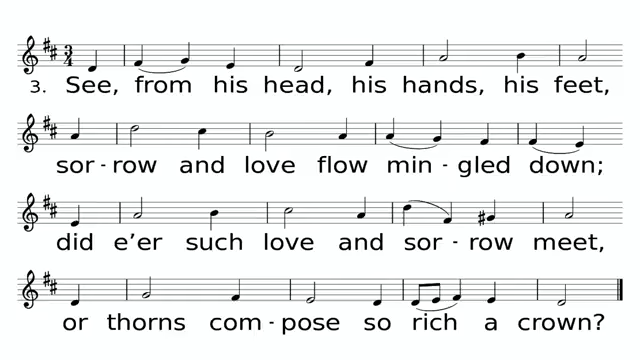 3. See, from his head, his hands, his feet,
sor - row and love flow min - gled down;
did e’er such love and sor - row meet,
or thorns com - pose so rich a crown?